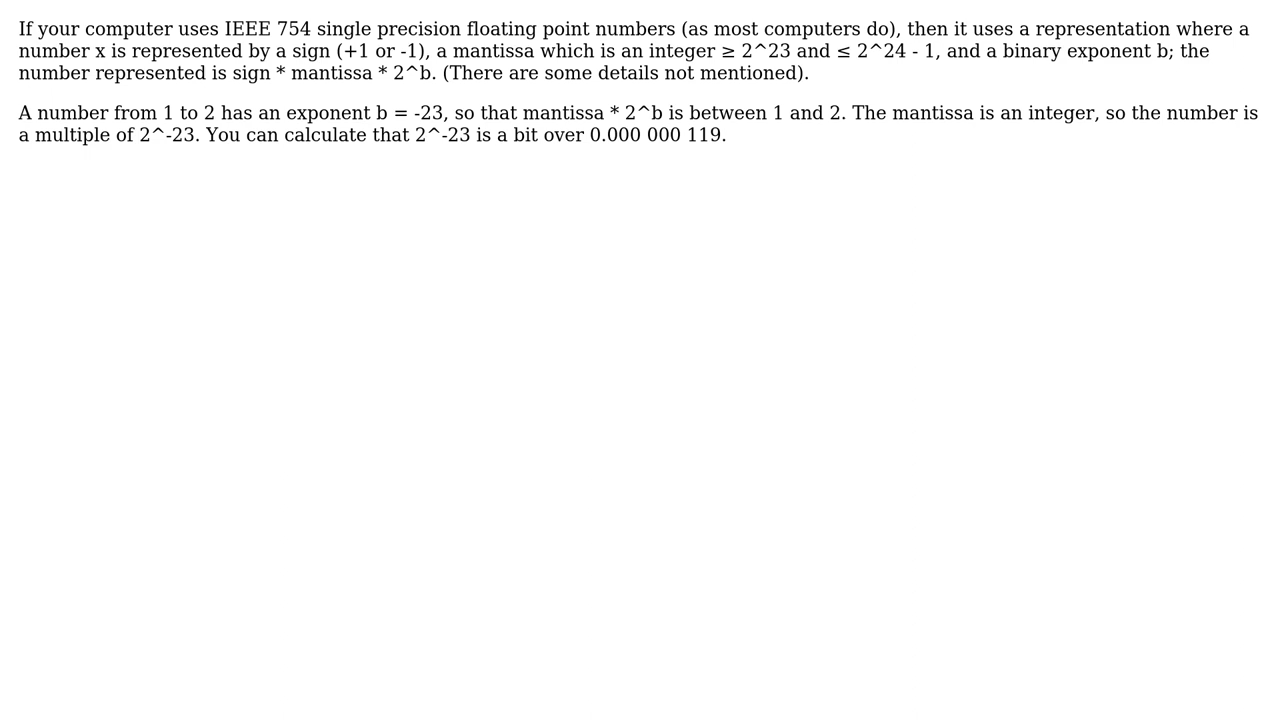 If your computer uses IEEE 754 single precision floating point numbers (as most computers do), then it uses a representation where a
number x is represented by a sign (+1 or -1), a mantissa which is an integer ≥ 2^23 and ≤ 2^24 - 1, and a binary exponent b; the
number represented is sign * mantissa * 2^b. (There are some details not mentioned).
A number from 1 to 2 has an exponent b = -23, so that mantissa * 2^b is between 1 and 2. The mantissa is an integer, so the number is
a multiple of 2^-23. You can calculate that 2^-23 is a bit over 0.000 000 119.